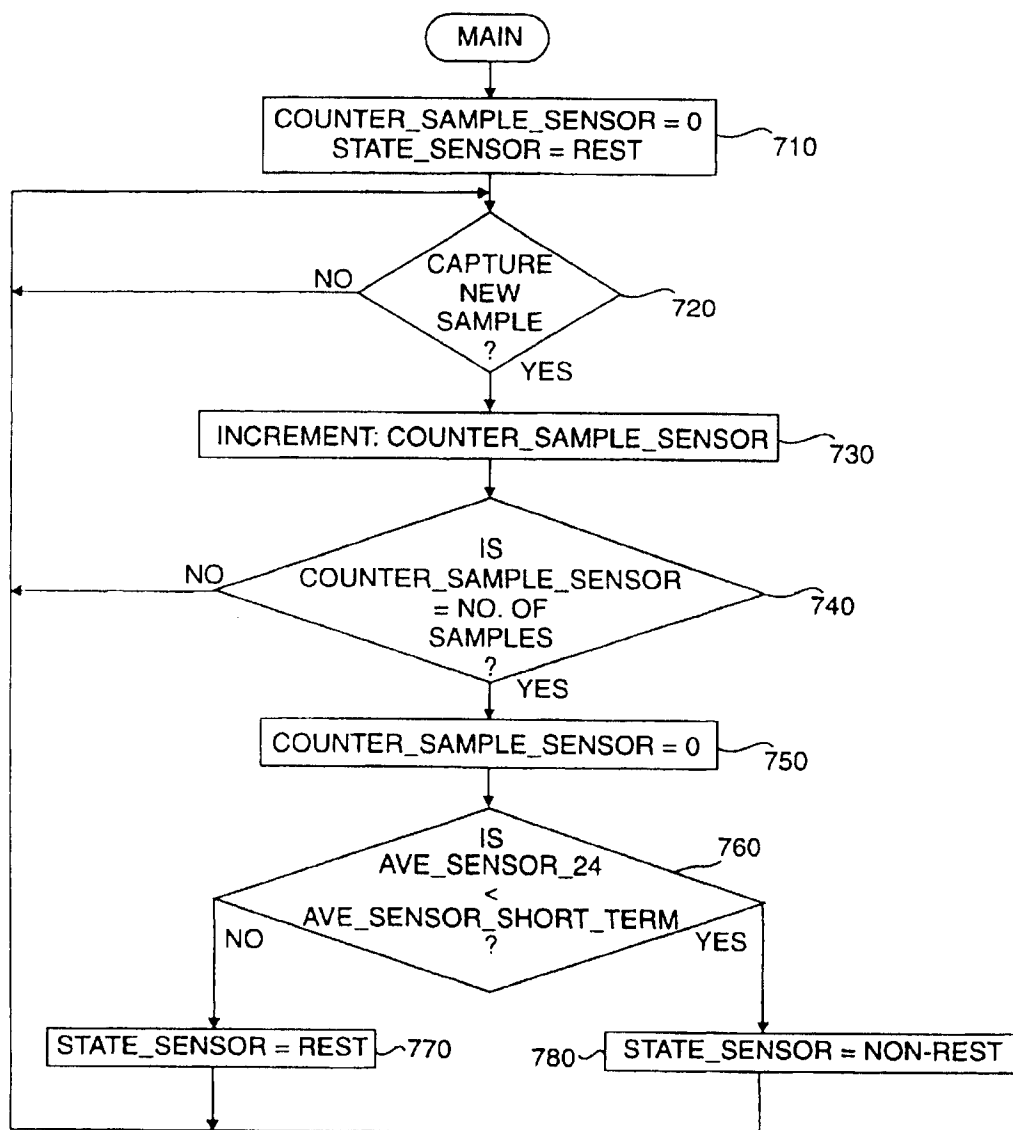 MAIN
COUNTER_SAMPLE_SENSOR = 0
STATE_SENSOR = REST
710
CAPTURE
NEW
SAMPLE
?
NO
720
YES
INCREMENT: COUNTER_SAMPLE_SENSOR
730
IS
COUNTER_SAMPLE_SENSOR
= NO. OF
SAMPLES
?
NO
740
YES
COUNTER_SAMPLE_SENSOR = 0
750
IS
AVE_SENSOR_24
<
AVE_SENSOR_SHORT_TERM
?
760
NO
YES
STATE_SENSOR = REST
770
780
STATE_SENSOR = NON-REST